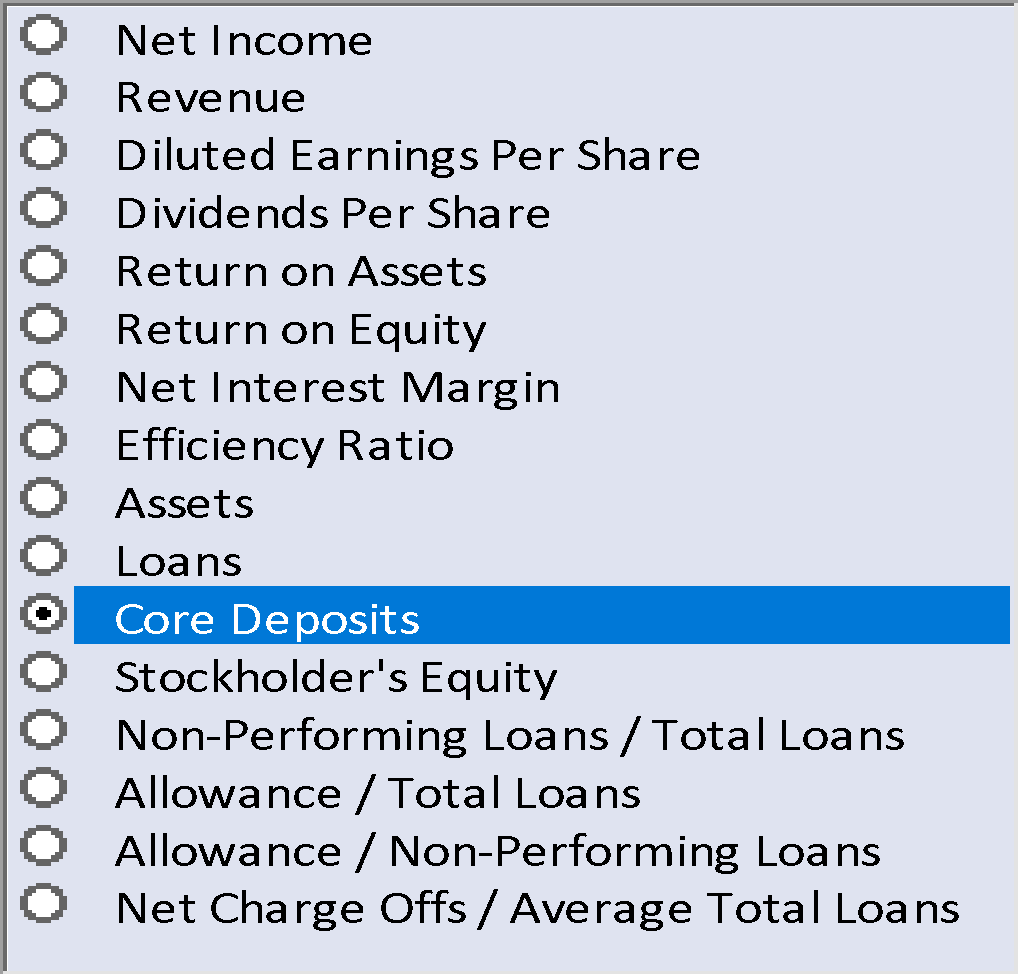 Net Income
Revenue
Diluted Earnings Per Share
Dividends Per Share
Return on Assets
Return on Equity
Net Interest Margin
Efficiency Ratio
Assets
Loans
Core Deposits
Stockholder's Equity
Non-Performing Loans / Total Loans
Allowance / Total Loans
Allowance / Non-Performing Loans
Net Charge Offs / Average Total Loans